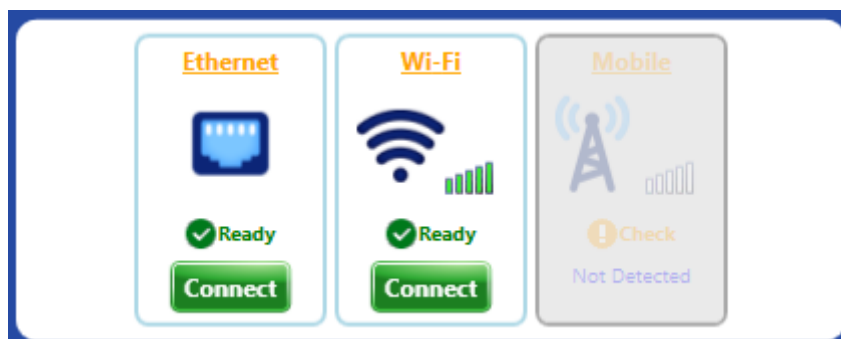 Ethernet
Ready
Connect
Wi-Fi
Ready
Connect
Mobile
Check
Not Detected